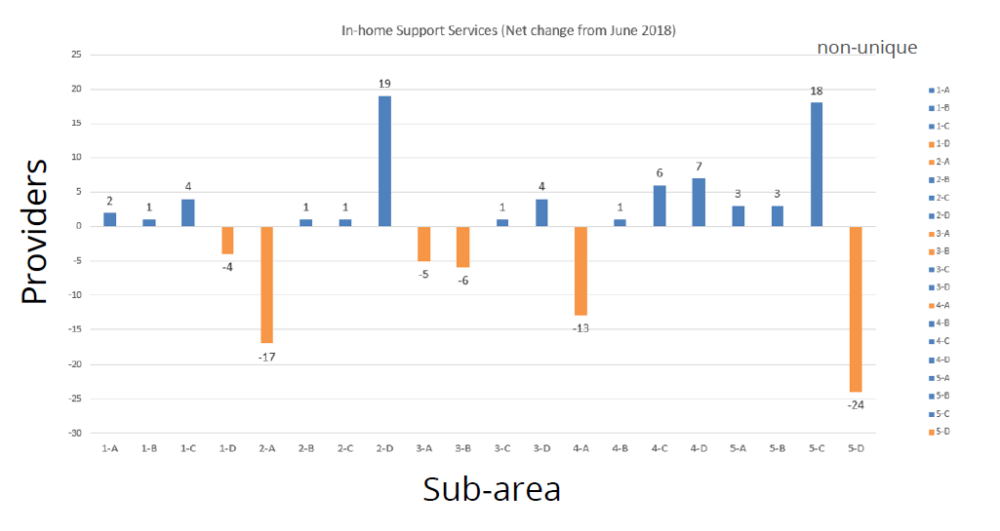 In-home Support Services (Net change from June 2018)
non-unique
Providers
25
20
15
10
5
0
-5
-10
-15
-20
-25
-30
2
1
4
-4
-17
1
1
19
-5
-6
1
4
-13
1
6
7
3
3
18
-24
1-A 1-B 1-C 1-D 2-A 2-B 2-C 2-D 3-A 3-B 3-C 3-D 4-A 4-B 4-C 4-D 5-A 5-B 5-C 5-D
Sub-area
1-A
1-B
1-C
1-D
2-A
2-B
2-C
2-D
3-A
3-B
3-C
3-D
4-A
4-B
4-C
4-D
5-A
5-B
5-C
5-D